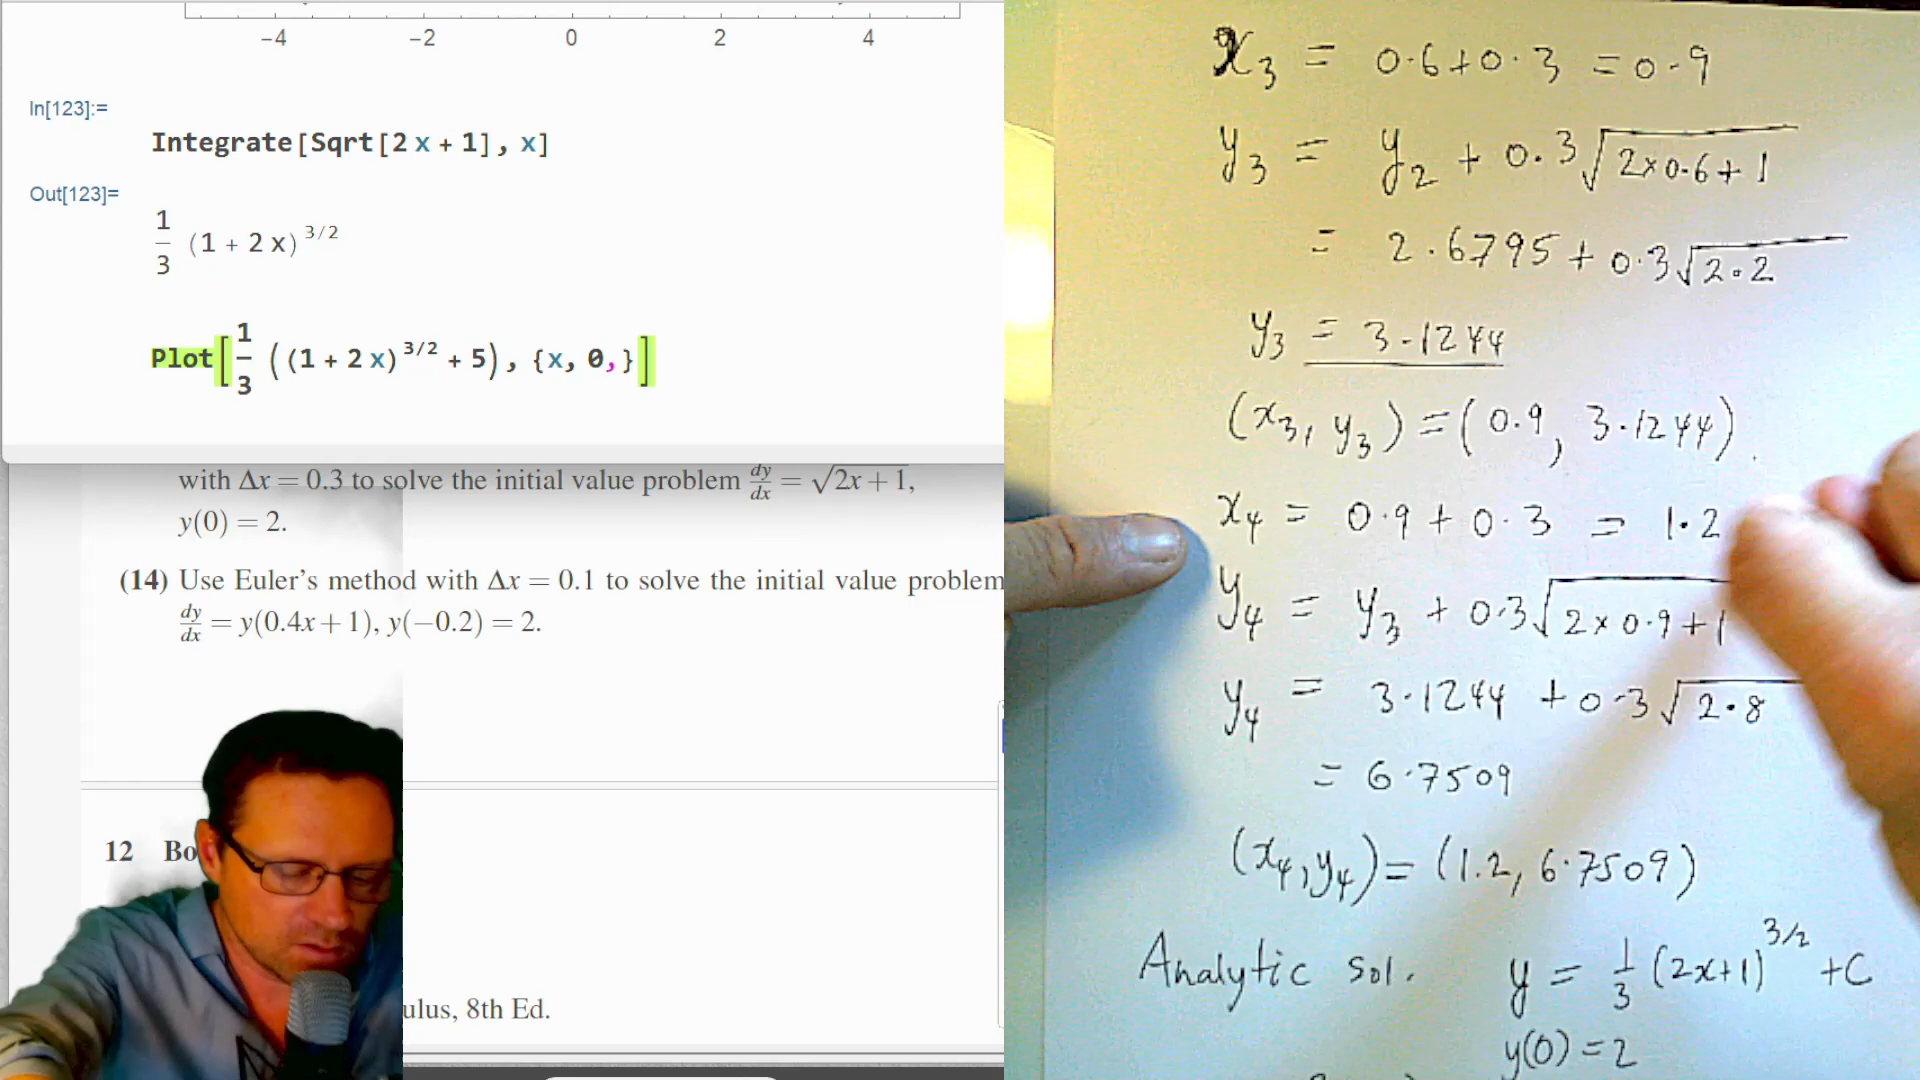 −4 −2 0 2 4
In[123]:=
Integrate[Sqrt[2 x + 1], x]
Out[123]=
1/3 (1 + 2 x)^3/2
Plot[1/3 ((1 + 2 x)^3/2 + 5), {x, 0,}]
with Δx = 0.3 to solve the initial value problem dy/dx = √2x + 1,
y(0) = 2.
(14) Use Euler's method with Δx = 0.1 to solve the initial value problem
dy/dx = y(0.4x + 1), y(−0.2) = 2.
12 Bo
ulus, 8th Ed.
x3 = 0.6+0.3 = 0.9
y3 = y2 + 0.3√2×0.6+1
= 2.6795 + 0.3√2.2
y3 = 3.1244
(x3, y3) = (0.9, 3.1244).
x4 = 0.9 + 0.3 = 1.2
y4 = y3 + 0.3√2×0.9+1
y4 = 3.1244 + 0.3√2.8
= 6.7509
(x4, y4) = (1.2, 6.7509)
Analytic sol. y = 1/3 (2x+1)^3/2 + C
y(0) = 2